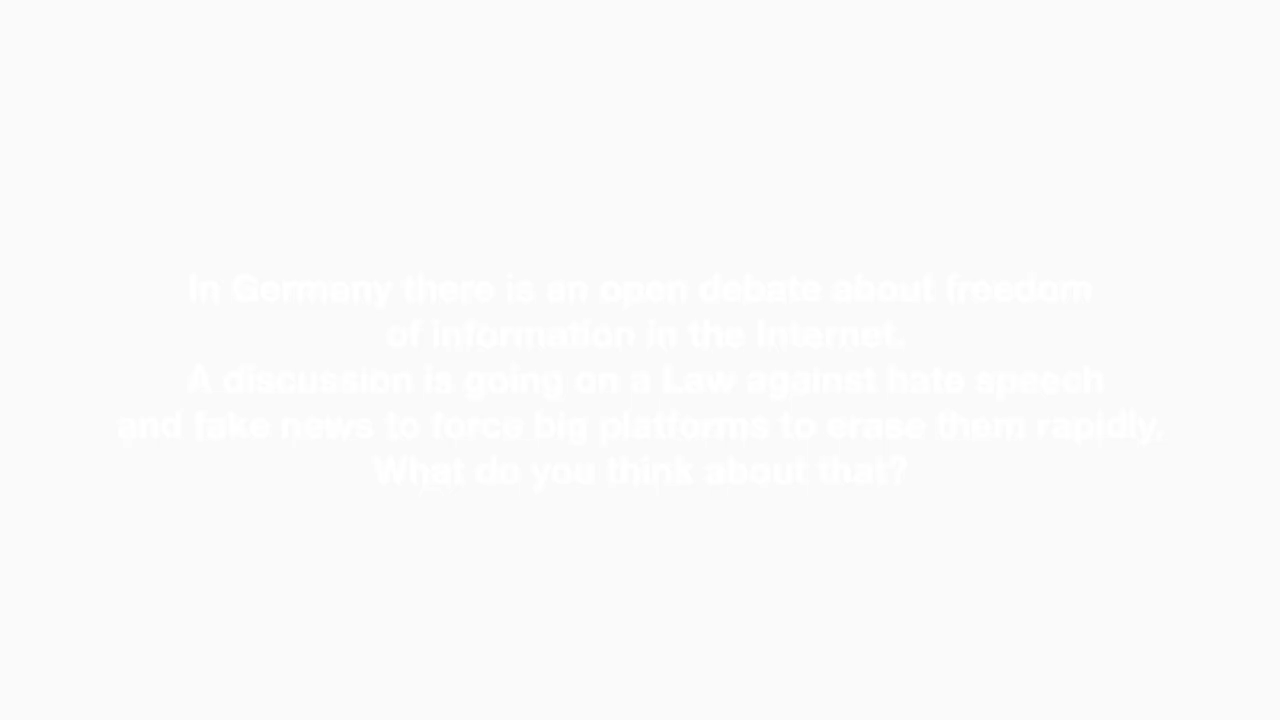 In Germany there is an open debate about freedom
of information in the Internet.
A discussion is going on a Law against hate speech
and fake news to force big platforms to erase them rapidly.
What do you think about that?